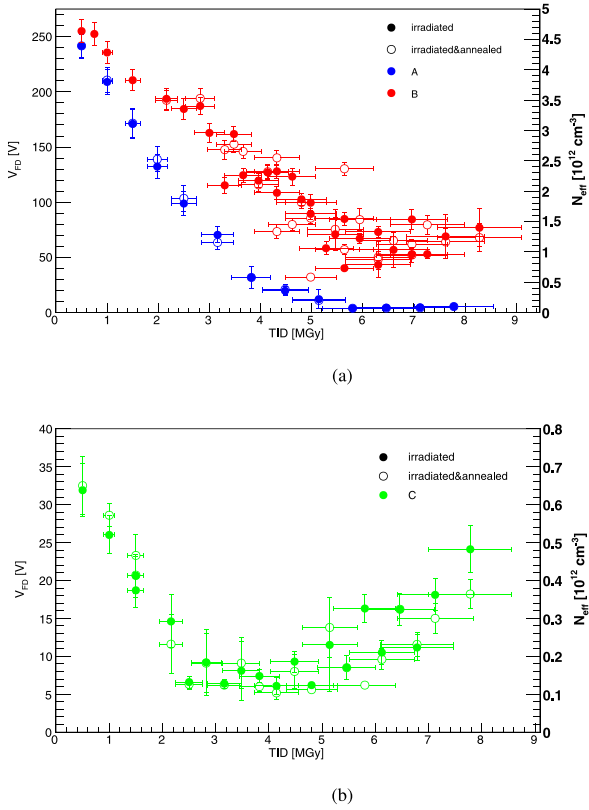 irradiated
irradiated&annealed
A
B
V_FD [V]
250
200
150
100
50
0
5
4.5
4
3.5
3
2.5
2
1.5
1
0.5
0
N_eff [10^12 cm-3]
0 1 2 3 4 5 6 7 8 9
TID [MGy]
(a)
irradiated
irradiated&annealed
C
V_FD [V]
40
35
30
25
20
15
10
5
0
0.8
0.7
0.6
0.5
0.4
0.3
0.2
0.1
0
N_eff [10^12 cm^-3]
0 1 2 3 4 5 6 7 8 9
TID [MGy]
(b)